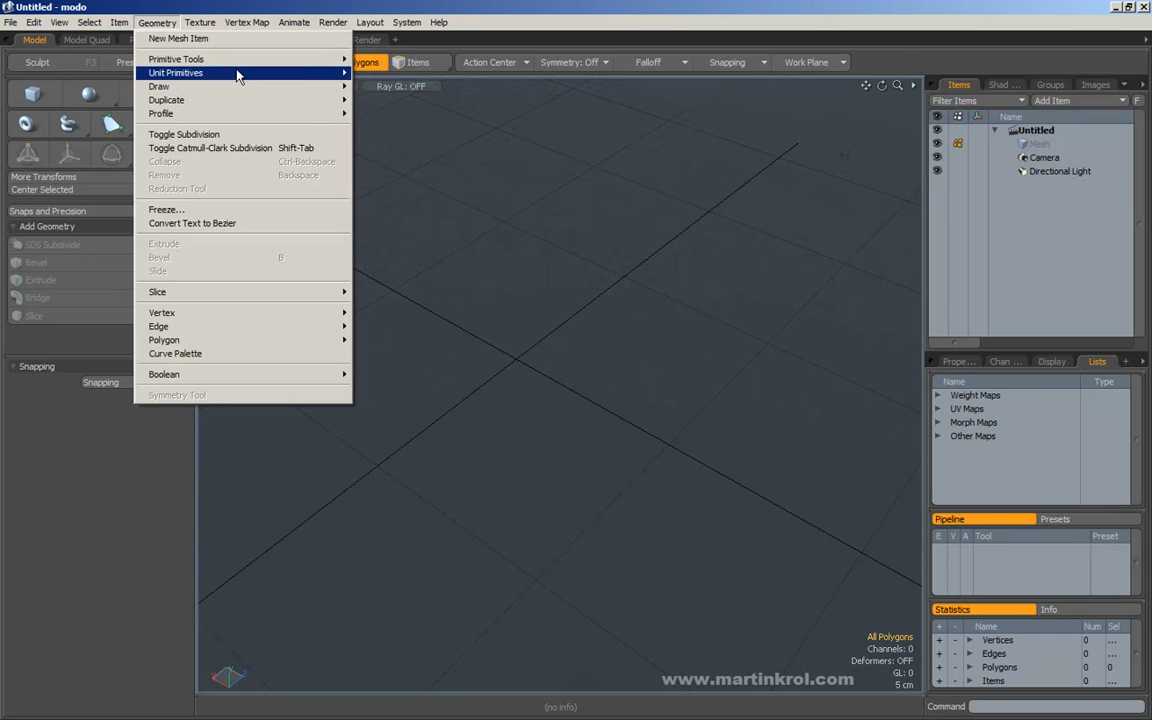 Untitled - modo
File Edit View Select Item Geometry Texture Vertex Map Animate Render Layout System Help
Model Model Quad Render
Sculpt F3 Pres
lygons Items Action Center Symmetry: Off Falloff Snapping Work Plane
New Mesh Item
Primitive Tools
Unit Primitives
Draw
Duplicate
Profile
Toggle Subdivision
Toggle Catmull-Clark Subdivision Shift-Tab
Collapse Ctrl-Backspace
Remove Backspace
Reduction Tool
Freeze...
Convert Text to Bezier
Extrude
Bevel B
Slide
Slice
Vertex
Edge
Polygon
Curve Palette
Boolean
Symmetry Tool
More Transforms
Center Selected
Snaps and Precision
Add Geometry
SDS Subdivide
Bevel
Extrude
Bridge
Slice
Snapping
Snapping
Ray GL: OFF
All Polygons
Channels: 0
Deformers: OFF
GL: 0
5 cm
www.martinkrol.com
(no info)
Items Shad ... Groups Images
Filter Items Add Item F
Name
Untitled
Mesh
Camera
Directional Light
Prope... Chan ... Display Lists +
Name Type
Weight Maps
UV Maps
Morph Maps
Other Maps
Pipeline Presets
E V A Tool Preset
Statistics Info
+ - Name Num Sel
+ - Vertices 0 ...
+ - Edges 0 ...
+ - Polygons 0 0
+ - Items 0 ...
Command